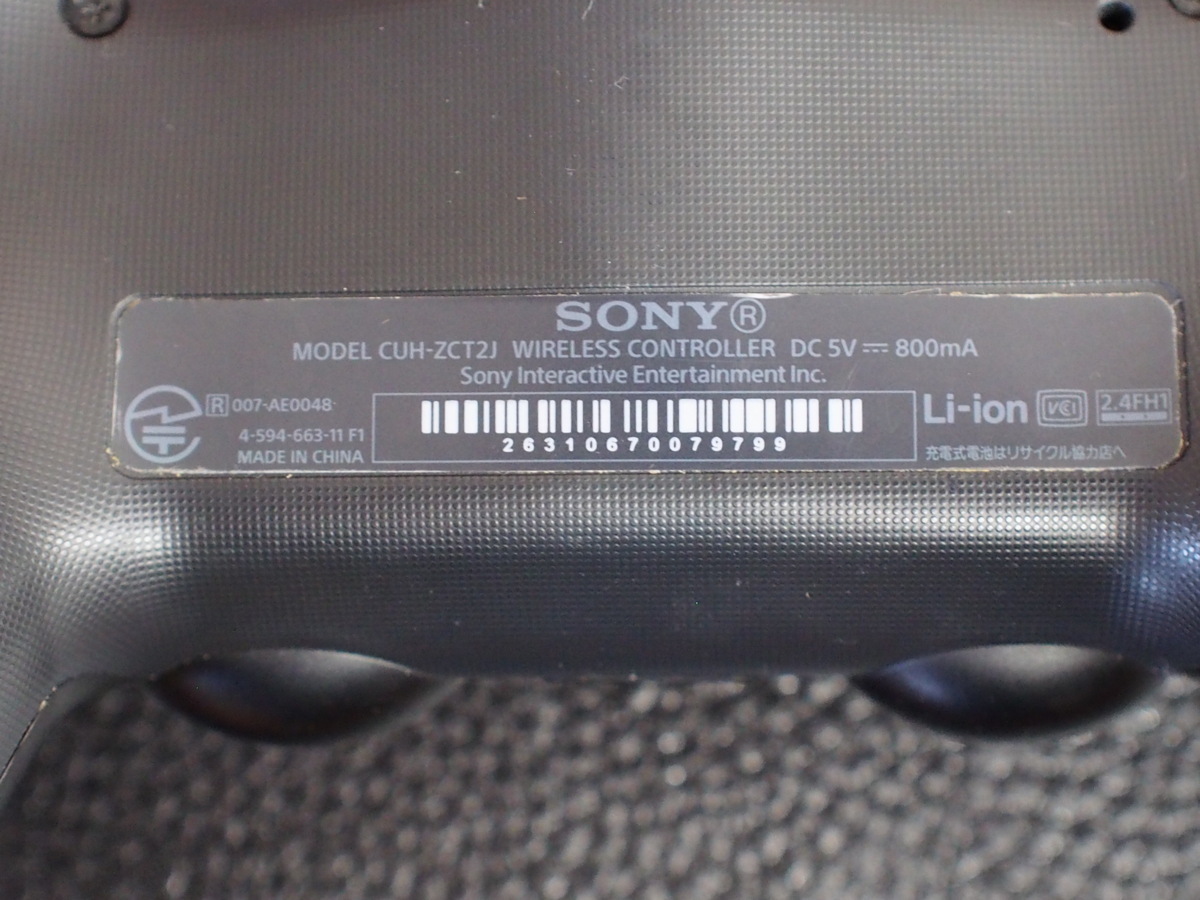 SONY®
MODEL CUH-ZCT2J WIRELESS CONTROLLER DC 5V ⎓ 800mA
Sony Interactive Entertainment Inc.
R 007-AE0048
4-594-663-11 F1
MADE IN CHINA
26310670079799
Li-ion VCI 2.4FH1
充電式電池はリサイクル協力店へ